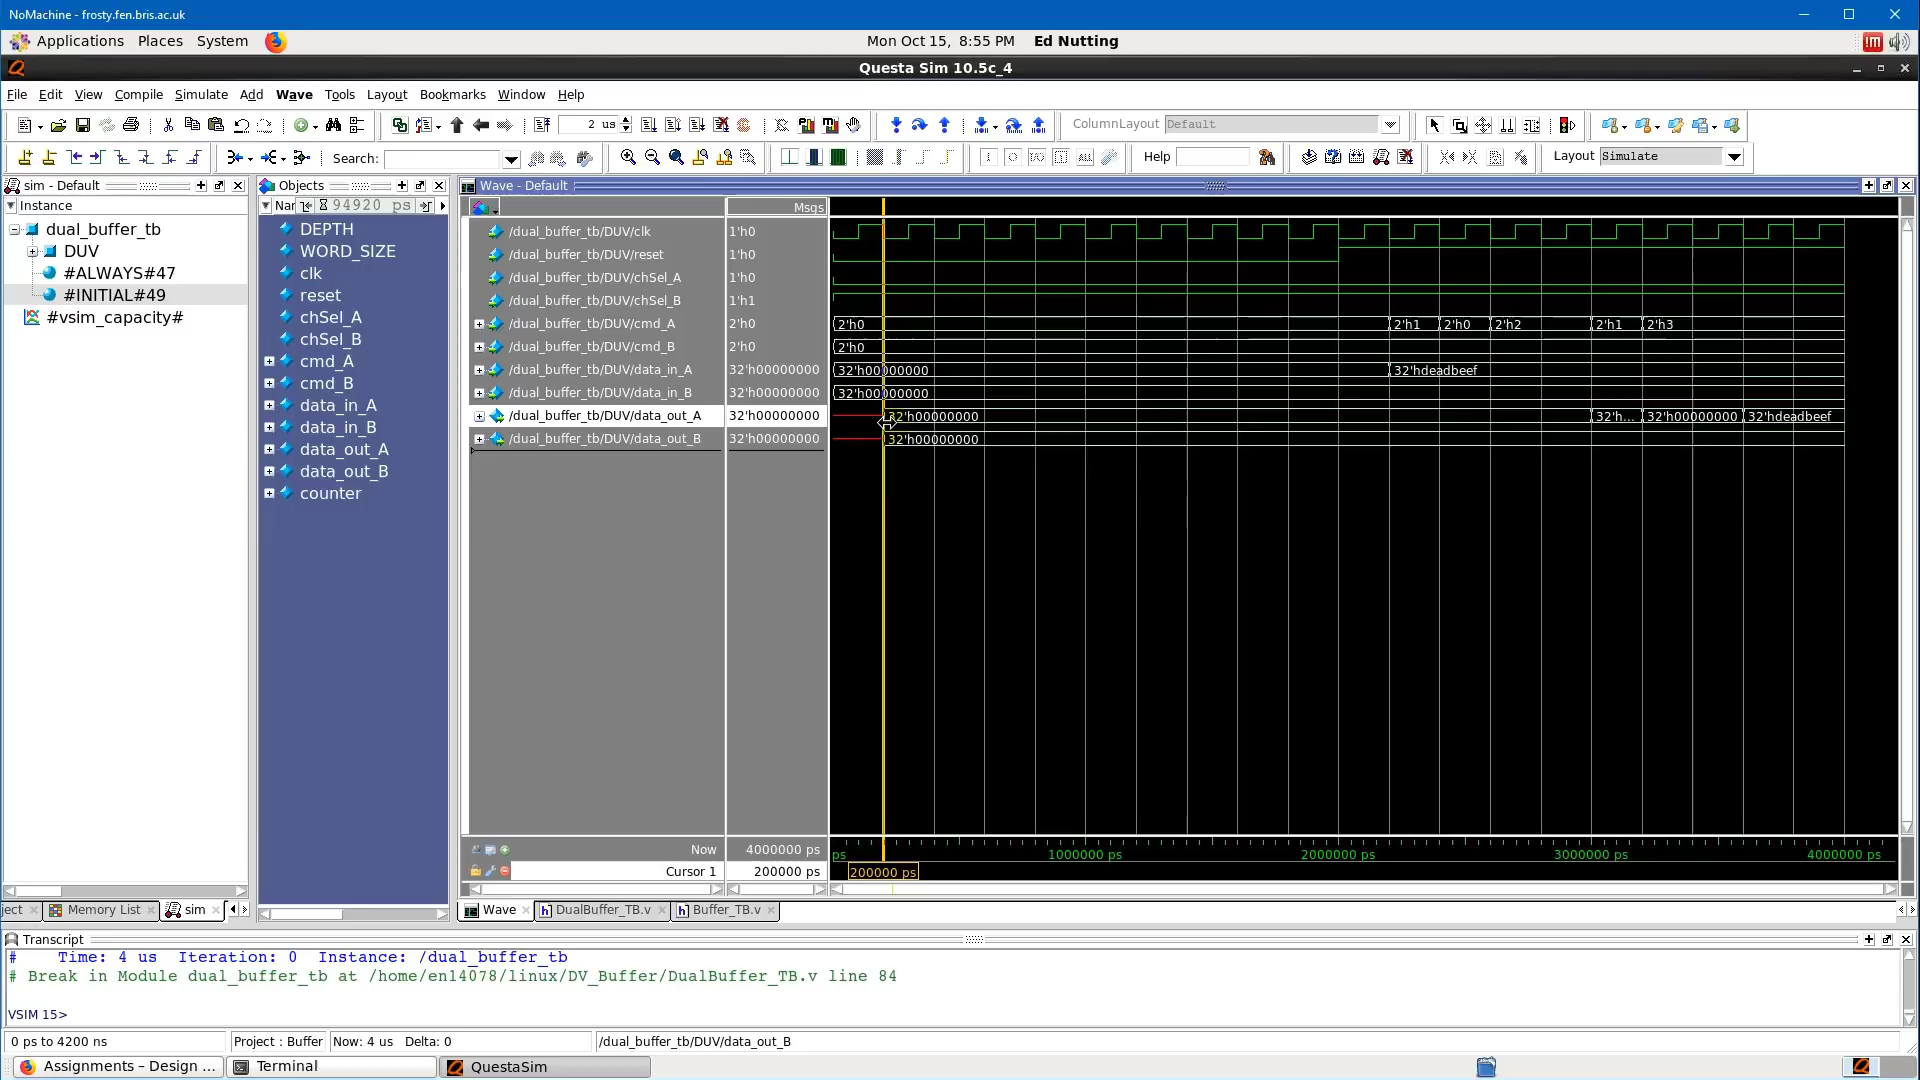 NoMachine - frosty.fen.bris.ac.uk
Applications Places System Mon Oct 15, 8:55 PM Ed Nutting
Questa Sim 10.5c_4
File Edit View Compile Simulate Add Wave Tools Layout Bookmarks Window Help
2 us ColumnLayout Default
Search: Help Layout Simulate
sim - Default Objects Wave - Default
Instance 94920 ps Msgs
dual_buffer_tb
DUV
#ALWAYS#47
#INITIAL#49
#vsim_capacity#
DEPTH
WORD_SIZE
clk
reset
chSel_A
chSel_B
cmd_A
cmd_B
data_in_A
data_in_B
data_out_A
data_out_B
counter
/dual_buffer_tb/DUV/clk 1'h0
/dual_buffer_tb/DUV/reset 1'h0
/dual_buffer_tb/DUV/chSel_A 1'h0
/dual_buffer_tb/DUV/chSel_B 1'h1
/dual_buffer_tb/DUV/cmd_A 2'h0 2'h0 2'h1 2'h0 2'h2 2'h1 2'h3
/dual_buffer_tb/DUV/cmd_B 2'h0 2'h0
/dual_buffer_tb/DUV/data_in_A 32'h00000000 32'h00000000 32'hdeadbeef
/dual_buffer_tb/DUV/data_in_B 32'h00000000 32'h00000000
/dual_buffer_tb/DUV/data_out_A 32'h00000000 32'h00000000 32'h... 32'h00000000 32'hdeadbeef
/dual_buffer_tb/DUV/data_out_B 32'h00000000 32'h00000000
Now 4000000 ps ps 1000000 ps 2000000 ps 3000000 ps 4000000 ps
Cursor 1 200000 ps 200000 ps
ject Memory List sim Wave DualBuffer_TB.v Buffer_TB.v
Transcript
# Time: 4 us Iteration: 0 Instance: /dual_buffer_tb
# Break in Module dual_buffer_tb at /home/en14078/linux/DV_Buffer/DualBuffer_TB.v line 84
VSIM 15>
0 ps to 4200 ns Project : Buffer Now: 4 us Delta: 0 /dual_buffer_tb/DUV/data_out_B
Assignments – Design ... Terminal QuestaSim